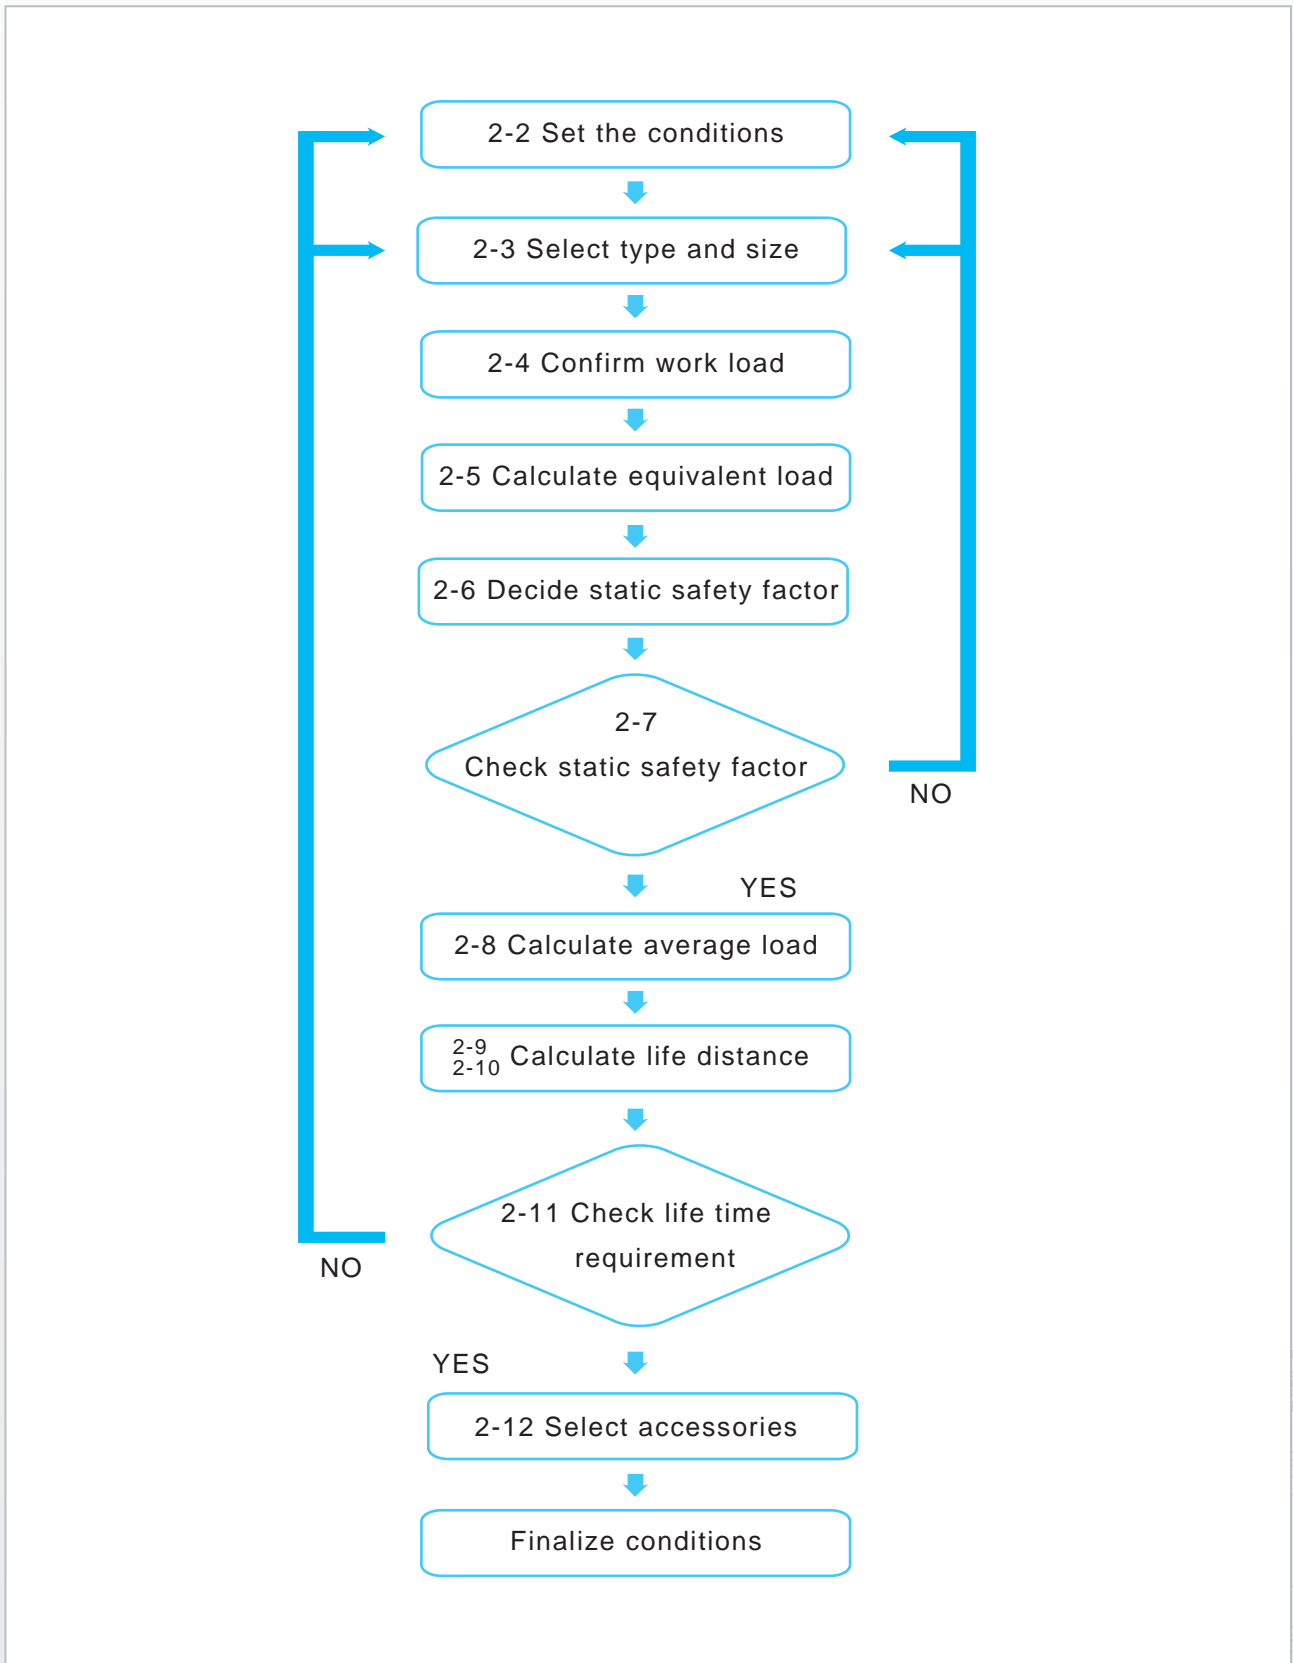 2-2 Set the conditions
2-3 Select type and size
2-4 Confirm work load
2-5 Calculate equivalent load
2-6 Decide static safety factor
2-7
Check static safety factor
NO
YES
2-8 Calculate average load
2-9
2-10
Calculate life distance
2-11 Check life time
requirement
NO
YES
2-12 Select accessories
Finalize conditions